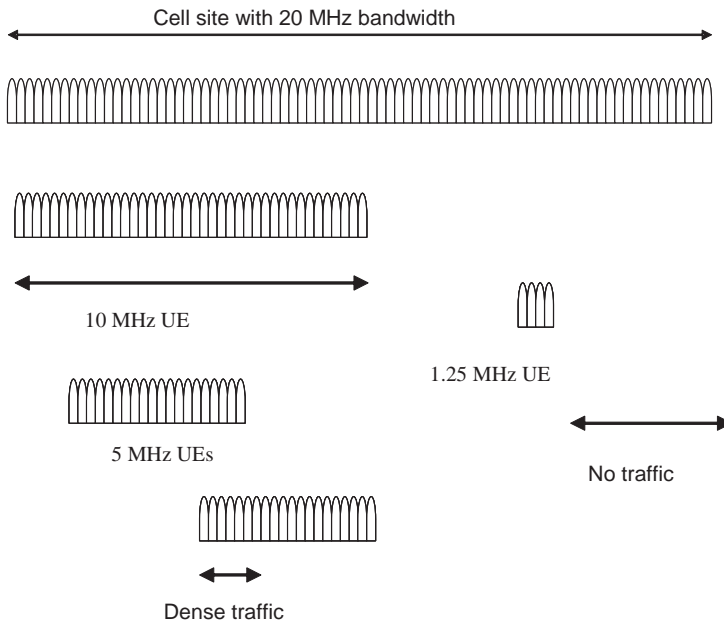 Cell site with 20 MHz bandwidth
10 MHz UE
1.25 MHz UE
5 MHz UEs
No traffic
Dense traffic